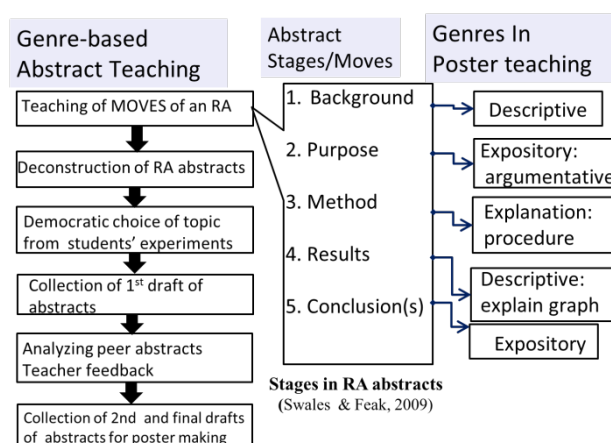 Genre-based
Abstract Teaching
Teaching of MOVES of an RA
Deconstruction of RA abstracts
Democratic choice of topic
from students' experiments
Collection of 1st draft of
abstracts
Analyzing peer abstracts
Teacher feedback
Collection of 2nd and final drafts
of abstracts for poster making
Abstract
Stages/Moves
1. Background
2. Purpose
3. Method
4. Results
5. Conclusion(s)
Stages in RA abstracts
(Swales & Feak, 2009)
Genres In
Poster teaching
Descriptive
Expository:
argumentative
Explanation:
procedure
Descriptive:
explain graph
Expository